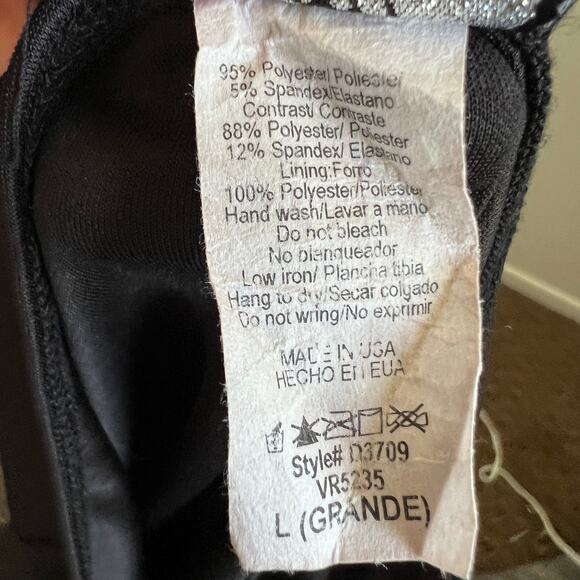 95% Polyester/Poliester
5% Spandex/Elastano
Contrast/Contraste
88% Polyester/Poliester
12% Spandex/Elastano
Lining:Forro
100% Polyester/Poliester
Hand wash/Lavar a mano
Do not bleach
No blanqueador
Low iron/ Plancha tibia
Hang to dry/Secar colgado
Do not wring/No exprimir
MADE IN USA
HECHO EN EUA
Style# D3709
VR5235
L (GRANDE)